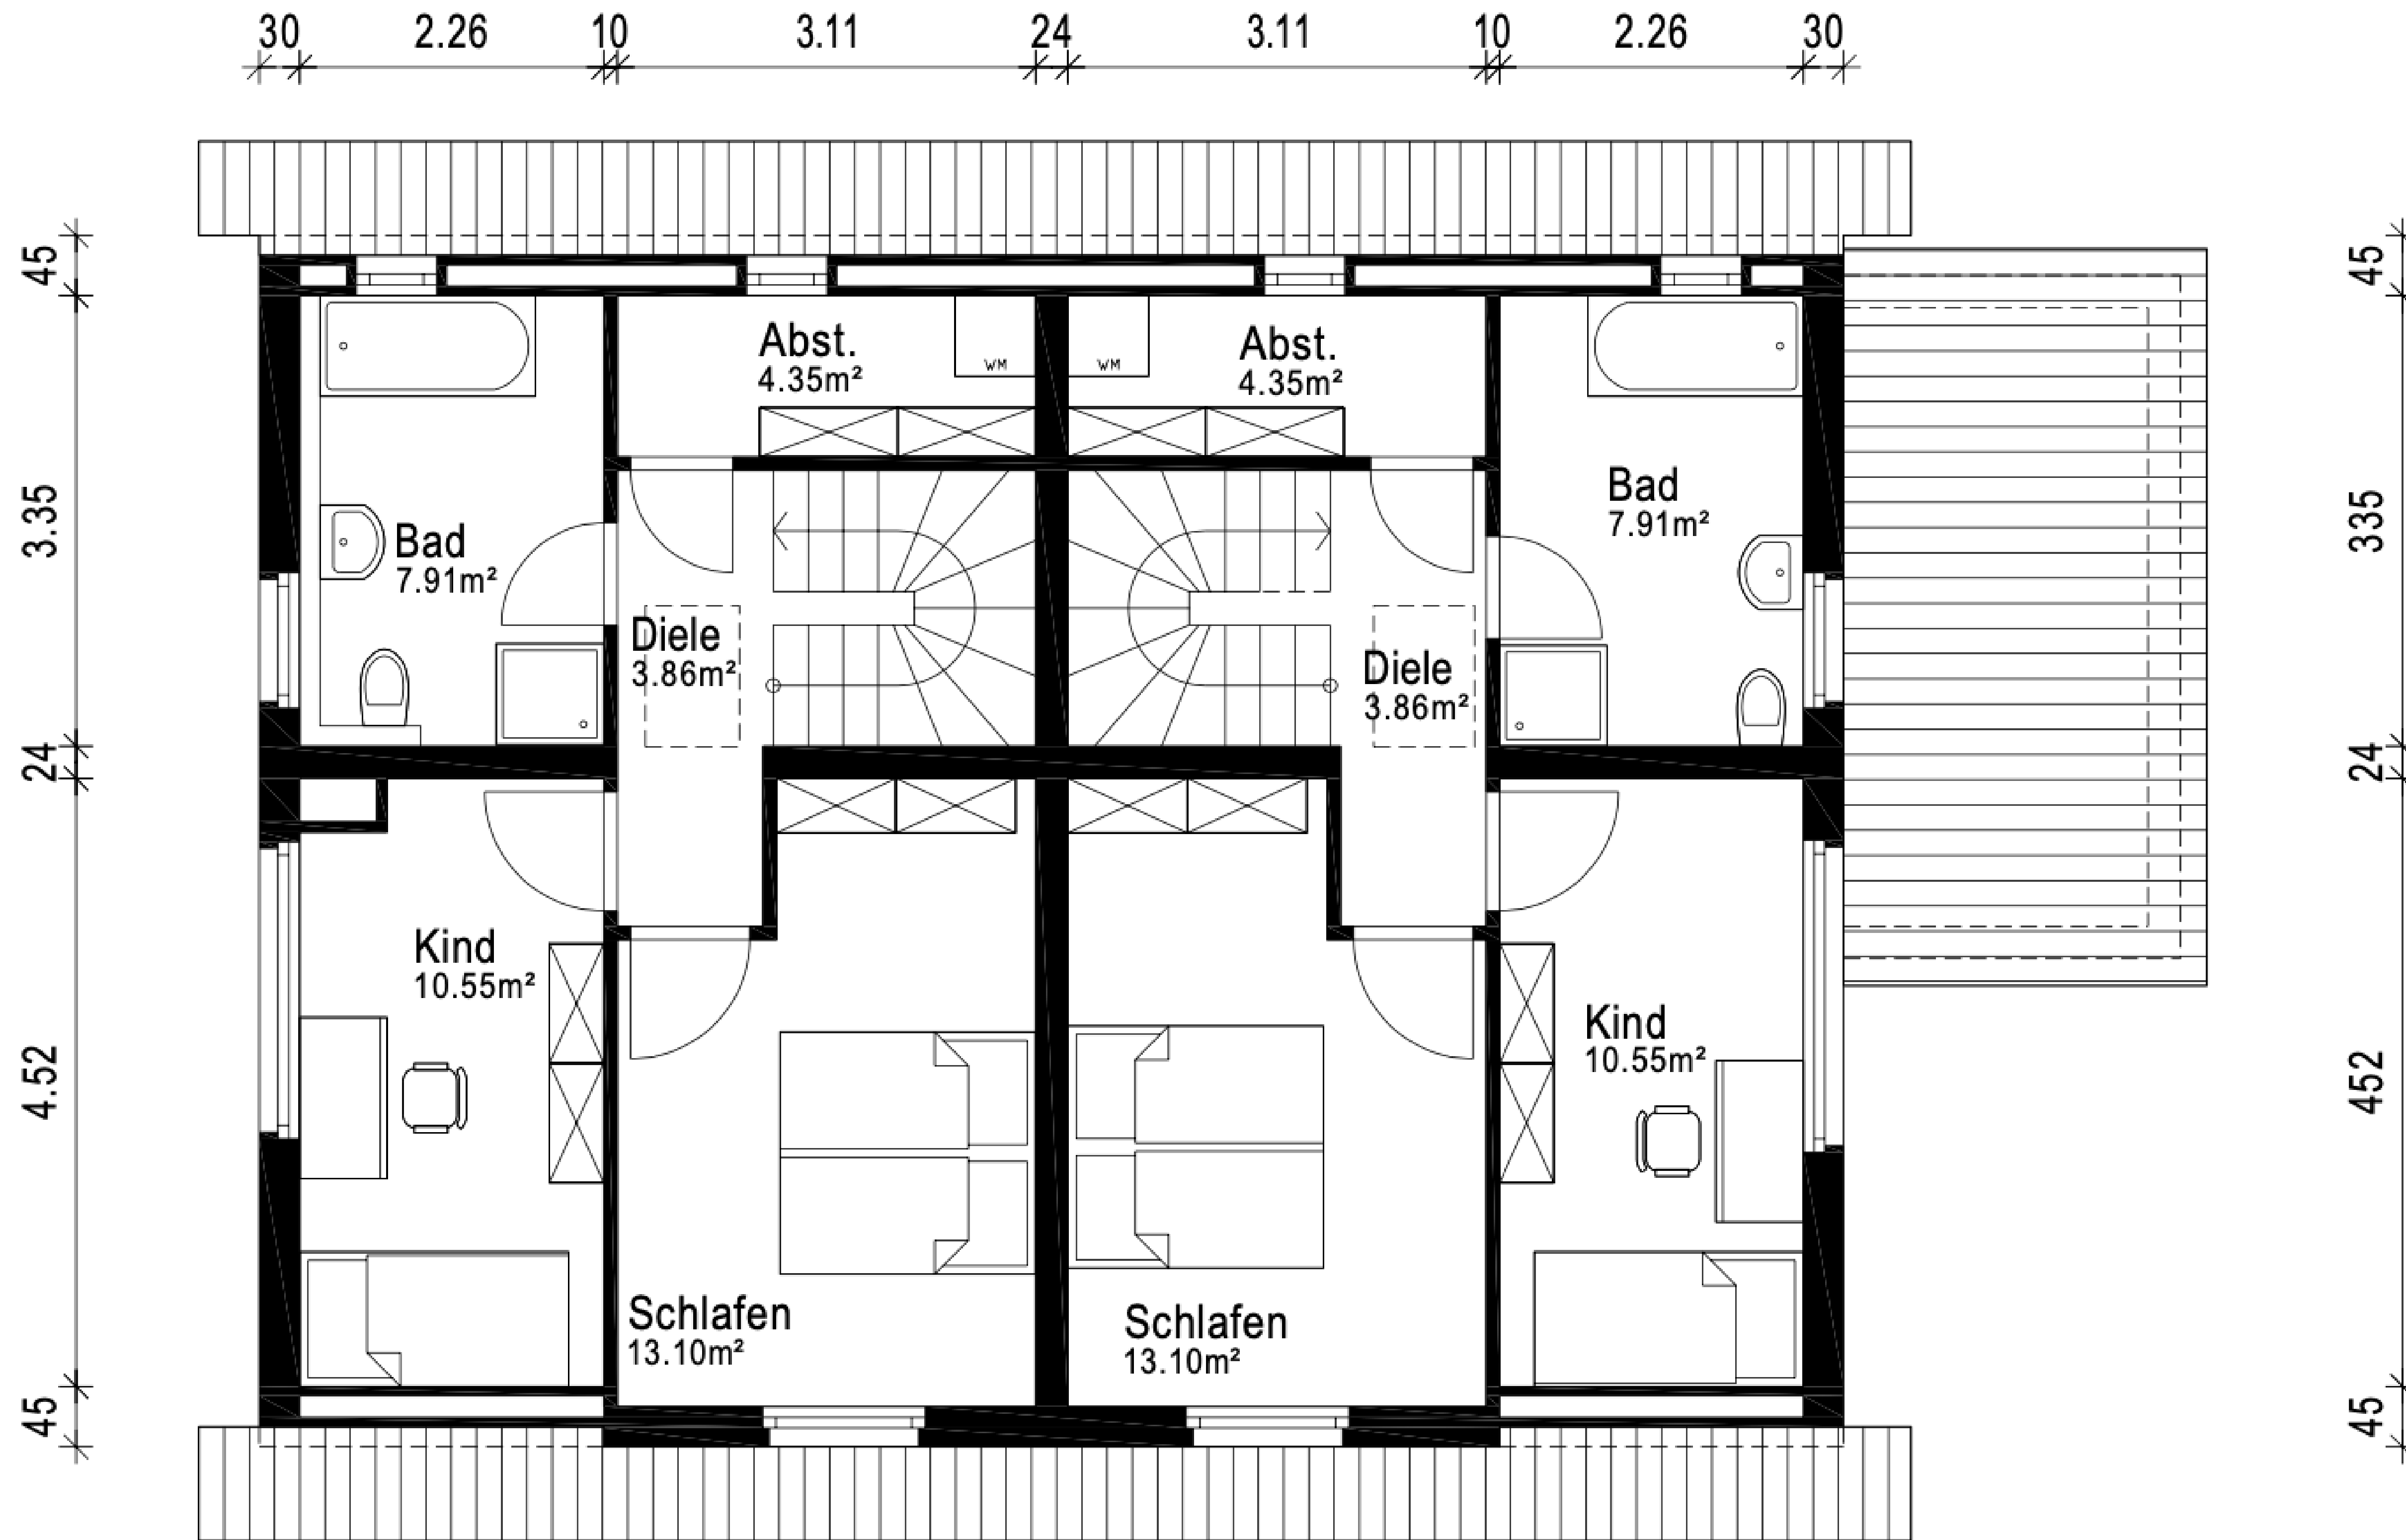 30 2.26 10 3.11 24 3.11 10 2.26 30
45
45
Abst.
4.35m²
WM
WM
Abst.
4.35m²
3.35
Bad
7.91m²
Bad
7.91m²
335
Diele
3.86m²
Diele
3.86m²
24
24
Kind
10.55m²
Kind
10.55m²
4.52
452
Schlafen
13.10m²
Schlafen
13.10m²
45
45